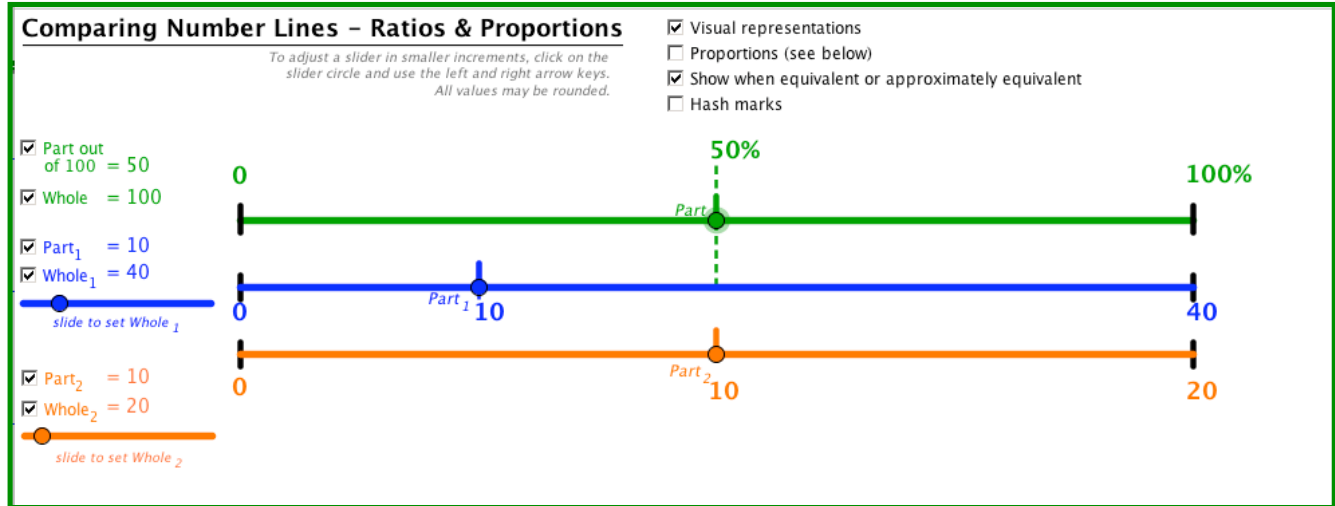 Comparing Number Lines – Ratios & Proportions
To adjust a slider in smaller increments, click on the
slider circle and use the left and right arrow keys.
All values may be rounded.
Visual representations
Proportions (see below)
Show when equivalent or approximately equivalent
Hash marks
Part out
of 100 = 50
Whole = 100
Part1 = 10
Whole1 = 40
slide to set Whole 1
Part2 = 10
Whole2 = 20
slide to set Whole 2
50%
0
100%
Part
Part 1
0
10
40
Part 2
0
10
20